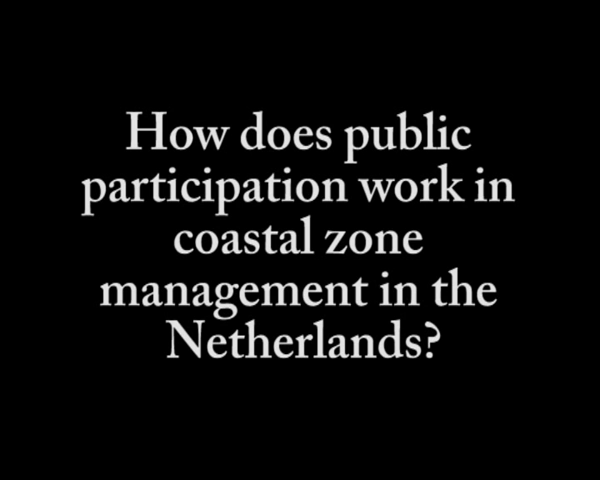 How does public
participation work in
coastal zone
management in the
Netherlands?